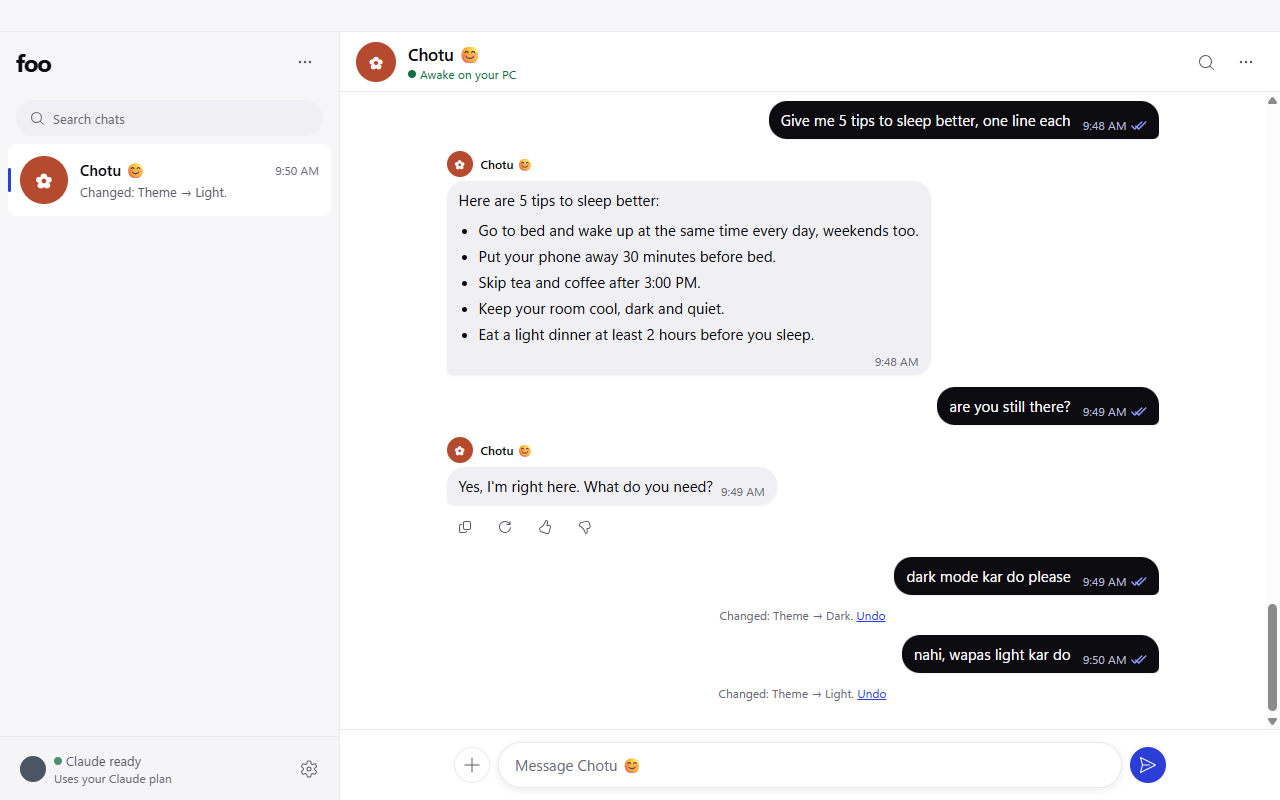 foo
Search chats
Chotu 😊
9:50 AM
Changed: Theme → Light.
Claude ready
Uses your Claude plan
Chotu 😊
Awake on your PC
Give me 5 tips to sleep better, one line each 9:48 AM
Chotu 😊
Here are 5 tips to sleep better:
• Go to bed and wake up at the same time every day, weekends too.
• Put your phone away 30 minutes before bed.
• Skip tea and coffee after 3:00 PM.
• Keep your room cool, dark and quiet.
• Eat a light dinner at least 2 hours before you sleep.
9:48 AM
are you still there? 9:49 AM
Chotu 😊
Yes, I'm right here. What do you need? 9:49 AM
dark mode kar do please 9:49 AM
Changed: Theme → Dark. Undo
nahi, wapas light kar do 9:50 AM
Changed: Theme → Light. Undo
Message Chotu 😊